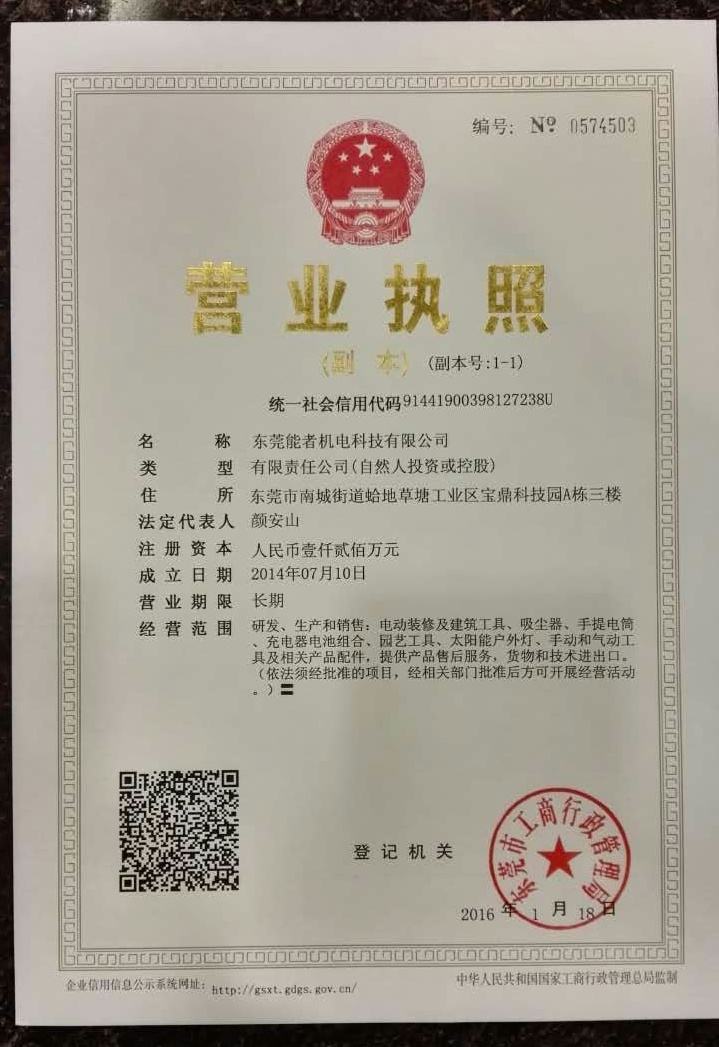 编号: Nº 0574503
营业执照
(副本) (副本号:1-1)
统一社会信用代码91441900398127238U
名称 东莞能者机电科技有限公司
类型 有限责任公司(自然人投资或控股)
住所 东莞市南城街道蛤地草塘工业区宝鼎科技园A栋三楼
法定代表人 颜安山
注册资本 人民币壹仟贰佰万元
成立日期 2014年07月10日
营业期限 长期
经营范围 研发、生产和销售：电动装修及建筑工具、吸尘器、手提电筒
、充电器电池组合、园艺工具、太阳能户外灯、手动和气动工
具及相关产品配件，提供产品售后服务，货物和技术进出口。
（依法须经批准的项目，经相关部门批准后方可开展经营活动
。）〓
登记机关
东莞市工商行政管理局
2016年1月18日
企业信用信息公示系统网址: http://gsxt.gdgs.gov.cn/
中华人民共和国国家工商行政管理总局监制